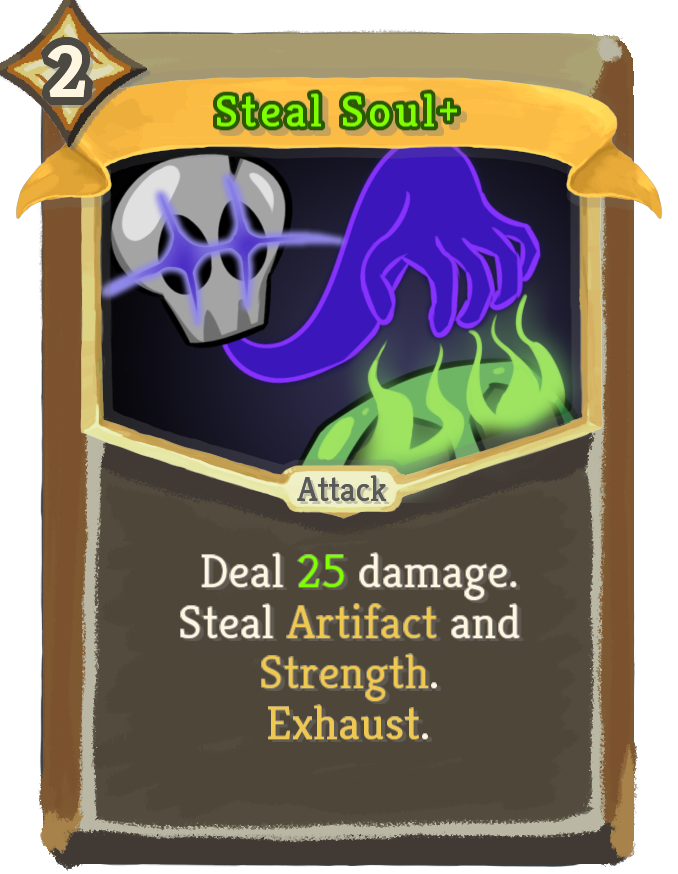 2
Steal Soul+
Attack
Deal 25 damage.
Steal Artifact and
Strength.
Exhaust.